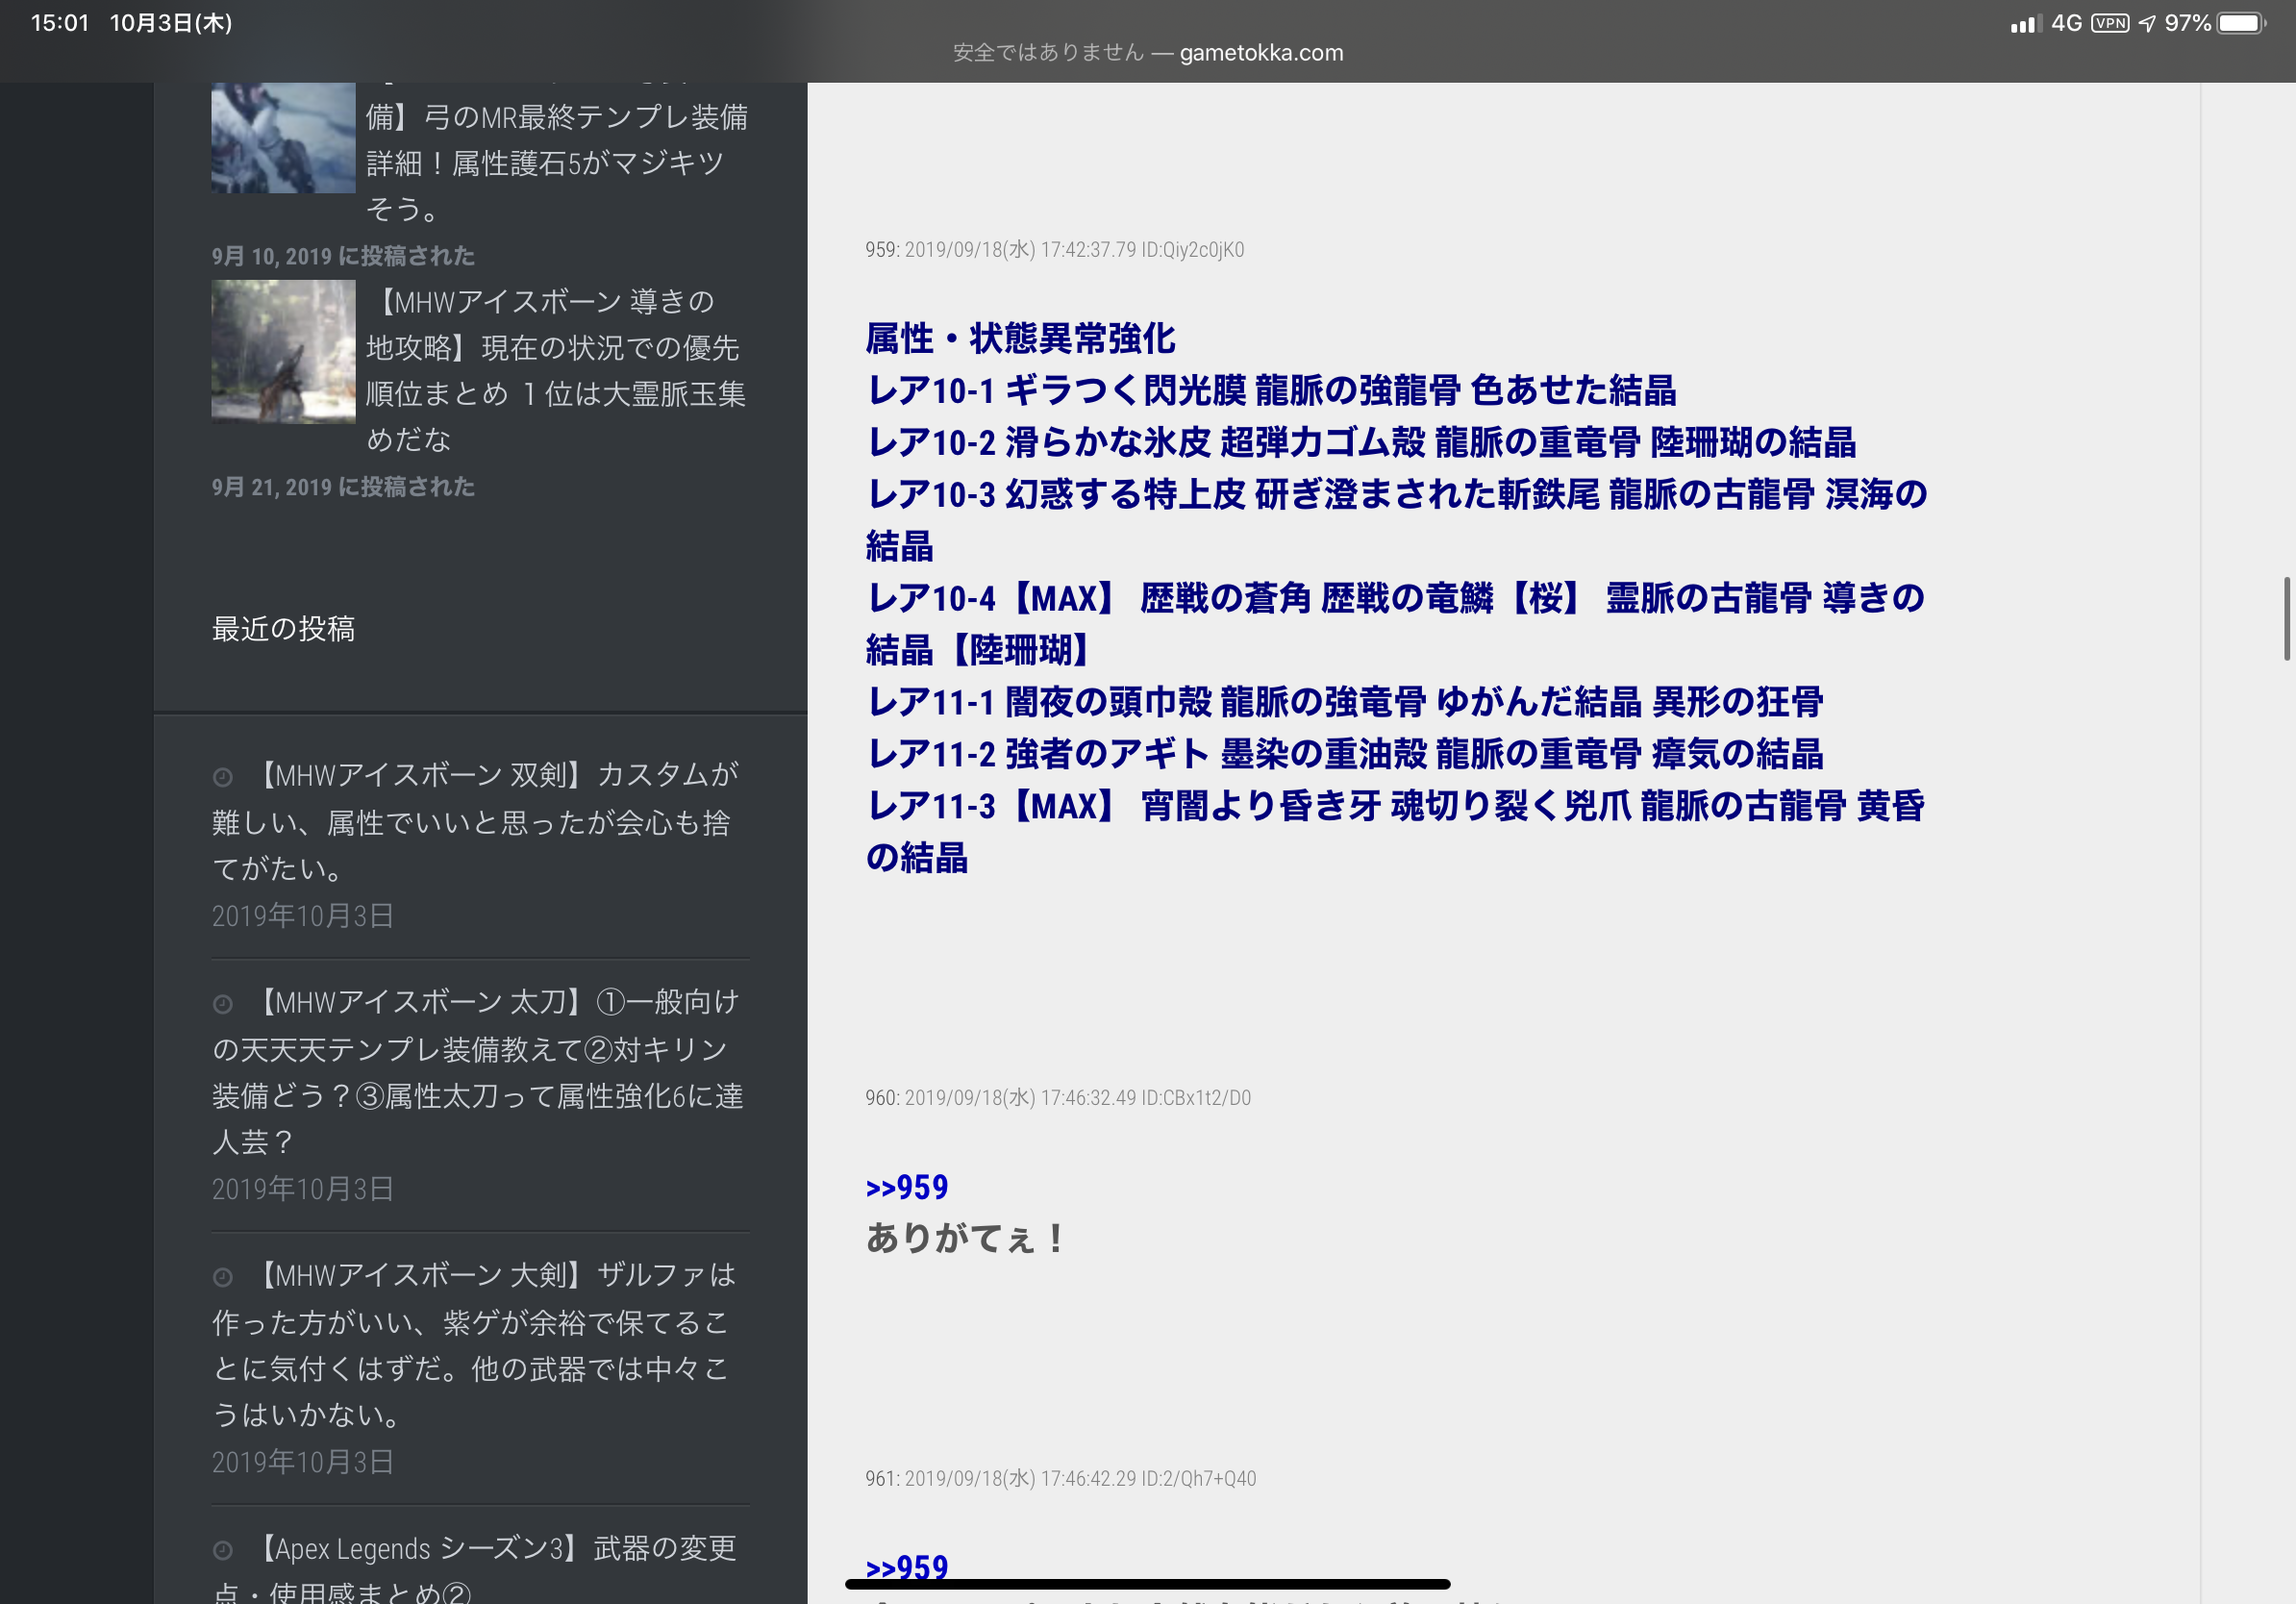 15:01 10月3日(木)
4G VPN 97%
安全ではありません — gametokka.com
備】弓のMR最終テンプレ装備
詳細！属性護石5がマジキツ
そう。
9月 10, 2019 に投稿された
【MHWアイスボーン 導きの
地攻略】現在の状況での優先
順位まとめ １位は大霊脈玉集
めだな
9月 21, 2019 に投稿された
最近の投稿
【MHWアイスボーン 双剣】カスタムが
難しい、属性でいいと思ったが会心も捨
てがたい。
2019年10月3日
【MHWアイスボーン 太刀】①一般向け
の天天天テンプレ装備教えて②対キリン
装備どう？③属性太刀って属性強化6に達
人芸？
2019年10月3日
【MHWアイスボーン 大剣】ザルファは
作った方がいい、紫ゲが余裕で保てるこ
とに気付くはずだ。他の武器では中々こ
うはいかない。
2019年10月3日
【Apex Legends シーズン3】武器の変更
点・使用感まとめ②
959: 2019/09/18(水) 17:42:37.79 ID:Qiy2c0jK0
属性・状態異常強化
レア10-1 ギラつく閃光膜 龍脈の強龍骨 色あせた結晶
レア10-2 滑らかな氷皮 超弾力ゴム殻 龍脈の重竜骨 陸珊瑚の結晶
レア10-3 幻惑する特上皮 研ぎ澄まされた斬鉄尾 龍脈の古龍骨 溟海の
結晶
レア10-4【MAX】 歴戦の蒼角 歴戦の竜鱗【桜】 霊脈の古龍骨 導きの
結晶【陸珊瑚】
レア11-1 闇夜の頭巾殻 龍脈の強竜骨 ゆがんだ結晶 異形の狂骨
レア11-2 強者のアギト 墨染の重油殻 龍脈の重竜骨 瘴気の結晶
レア11-3【MAX】 宵闇より昏き牙 魂切り裂く兇爪 龍脈の古龍骨 黄昏
の結晶
960: 2019/09/18(水) 17:46:32.49 ID:CBx1t2/D0
>>959
ありがてぇ！
961: 2019/09/18(水) 17:46:42.29 ID:2/Qh7+Q40
>>959